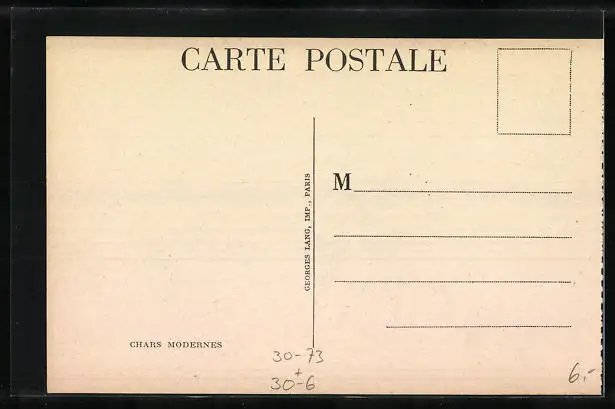 CARTE POSTALE
M
GEORGES LANG, IMP., PARIS
CHARS MODERNES
30-73
+
30-6
6,-